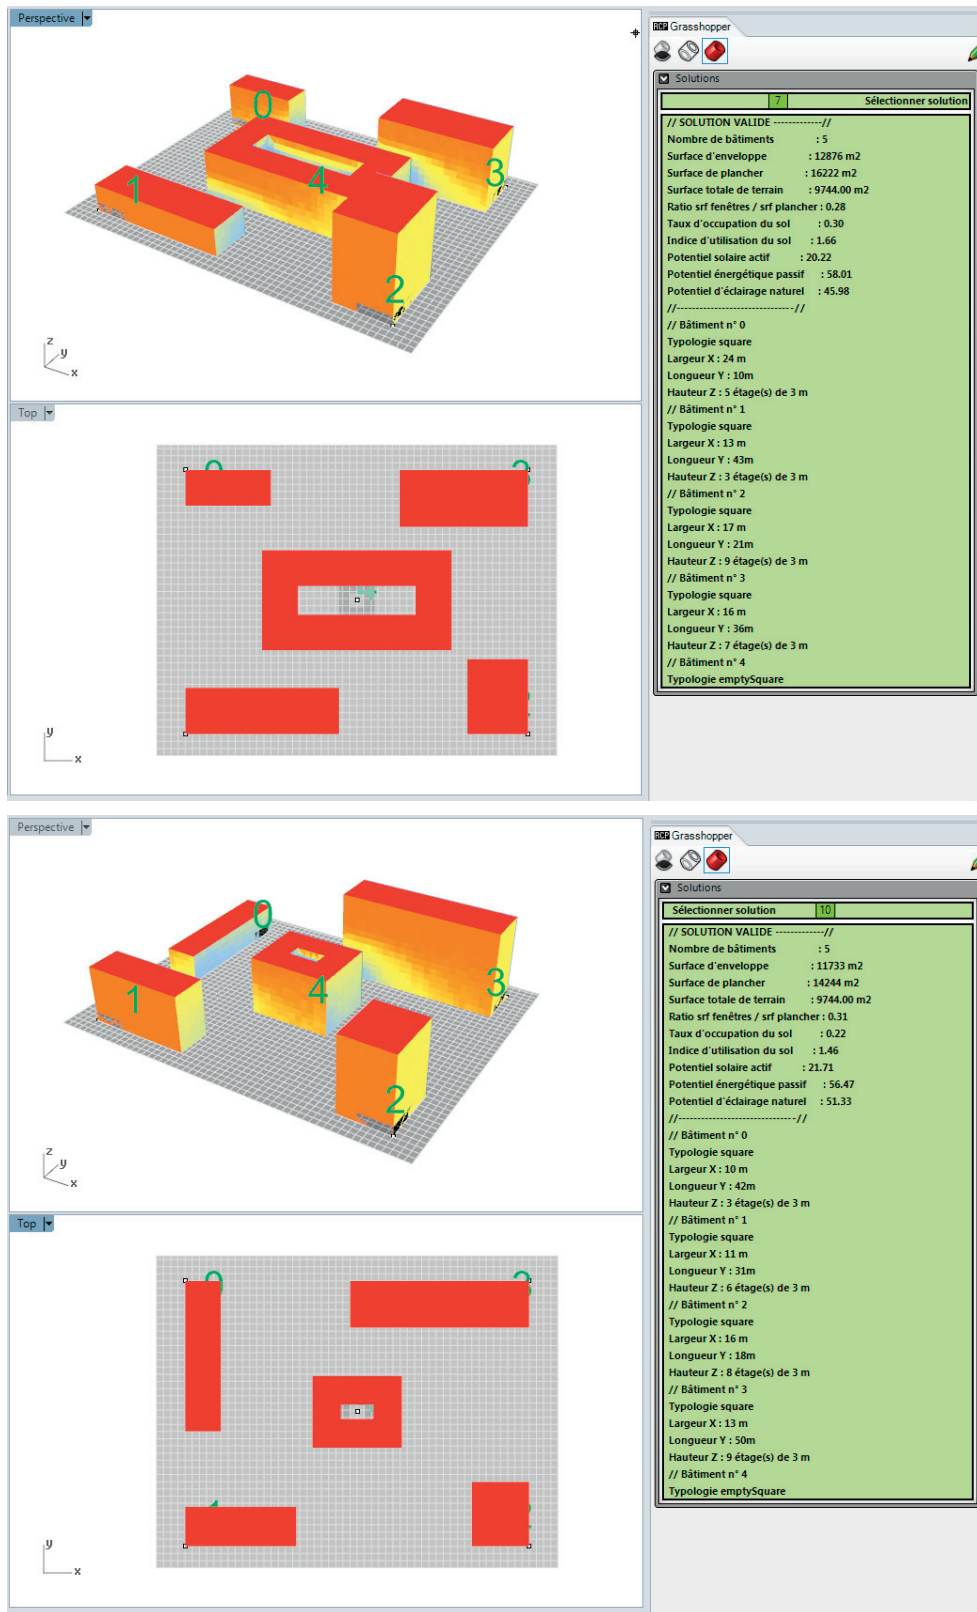 Perspective
0
1
4
3
2
z
y
x
Top
0
3
4
y
x
RCP Grasshopper
Solutions
7 Sélectionner solution
// SOLUTION VALIDE -------------//
Nombre de bâtiments : 5
Surface d'enveloppe : 12876 m2
Surface de plancher : 16222 m2
Surface totale de terrain : 9744.00 m2
Ratio srf fenêtres / srf plancher : 0.28
Taux d'occupation du sol : 0.30
Indice d'utilisation du sol : 1.66
Potentiel solaire actif : 20.22
Potentiel énergétique passif : 58.01
Potentiel d'éclairage naturel : 45.98
//-------------------------------//
// Bâtiment n° 0
Typologie square
Largeur X : 24 m
Longueur Y : 10m
Hauteur Z : 5 étage(s) de 3 m
// Bâtiment n° 1
Typologie square
Largeur X : 13 m
Longueur Y : 43m
Hauteur Z : 3 étage(s) de 3 m
// Bâtiment n° 2
Typologie square
Largeur X : 17 m
Longueur Y : 21m
Hauteur Z : 9 étage(s) de 3 m
// Bâtiment n° 3
Typologie square
Largeur X : 16 m
Longueur Y : 36m
Hauteur Z : 7 étage(s) de 3 m
// Bâtiment n° 4
Typologie emptySquare
Perspective
0
1
4
3
2
z
y
x
Top
0
3
1
y
x
RCP Grasshopper
Solutions
Sélectionner solution 10
// SOLUTION VALIDE -------------//
Nombre de bâtiments : 5
Surface d'enveloppe : 11733 m2
Surface de plancher : 14244 m2
Surface totale de terrain : 9744.00 m2
Ratio srf fenêtres / srf plancher : 0.31
Taux d'occupation du sol : 0.22
Indice d'utilisation du sol : 1.46
Potentiel solaire actif : 21.71
Potentiel énergétique passif : 56.47
Potentiel d'éclairage naturel : 51.33
//-------------------------------//
// Bâtiment n° 0
Typologie square
Largeur X : 10 m
Longueur Y : 42m
Hauteur Z : 3 étage(s) de 3 m
// Bâtiment n° 1
Typologie square
Largeur X : 11 m
Longueur Y : 31m
Hauteur Z : 6 étage(s) de 3 m
// Bâtiment n° 2
Typologie square
Largeur X : 16 m
Longueur Y : 18m
Hauteur Z : 8 étage(s) de 3 m
// Bâtiment n° 3
Typologie square
Largeur X : 13 m
Longueur Y : 50m
Hauteur Z : 9 étage(s) de 3 m
// Bâtiment n° 4
Typologie emptySquare